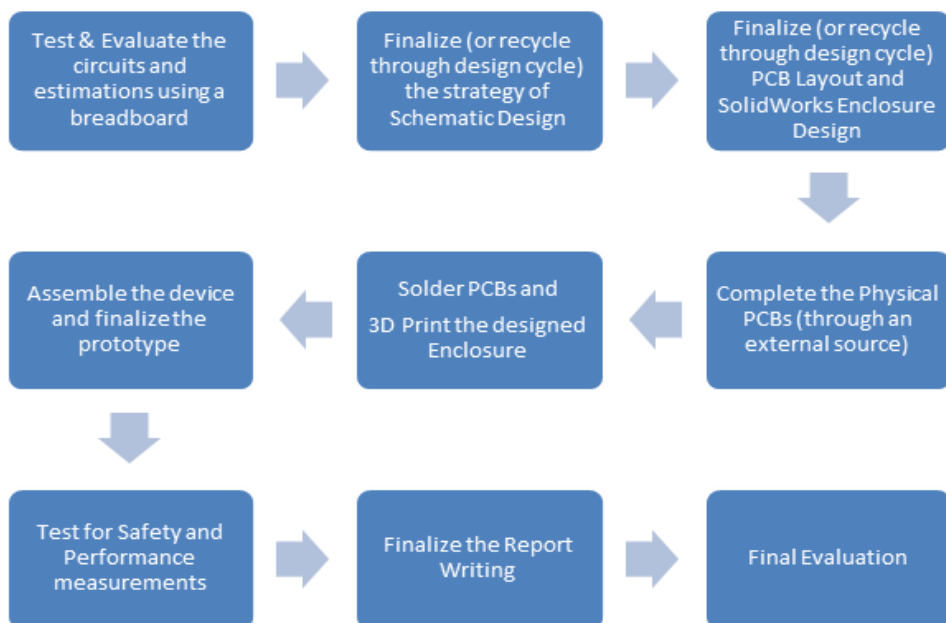 Test & Evaluate the
circuits and
estimations using a
breadboard
Finalize (or recycle
through design cycle)
the strategy of
Schematic Design
Finalize (or recycle
through design cycle)
PCB Layout and
SolidWorks Enclosure
Design
Complete the Physical
PCBs (through an
external source)
Solder PCBs and
3D Print the designed
Enclosure
Assemble the device
and finalize the
prototype
Test for Safety and
Performance
measurements
Finalize the Report
Writing
Final Evaluation